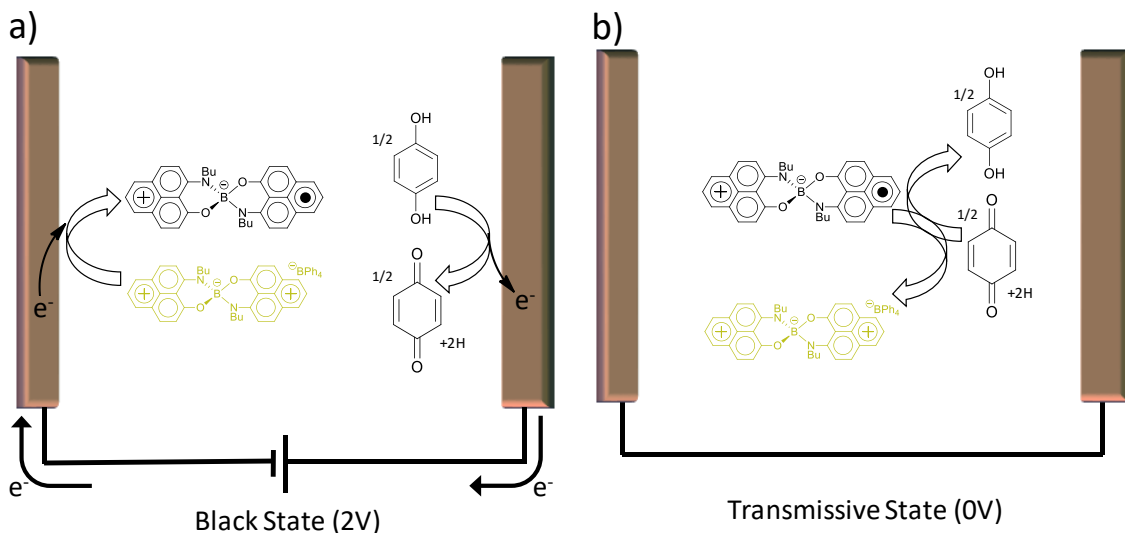 a)
OH
1/2
OH
Bu
N
⊖
B
O
O
N
Bu
1/2
O
O
+2H
Bu
N
⊖
B
O
O
N
Bu
⊖BPh4
e-
e-
e-
e-
Black State (2V)
b)
OH
1/2
OH
Bu
N
⊖
B
O
O
N
Bu
1/2
O
O
+2H
Bu
N
⊖
B
O
O
N
Bu
⊖BPh4
Transmissive State (0V)